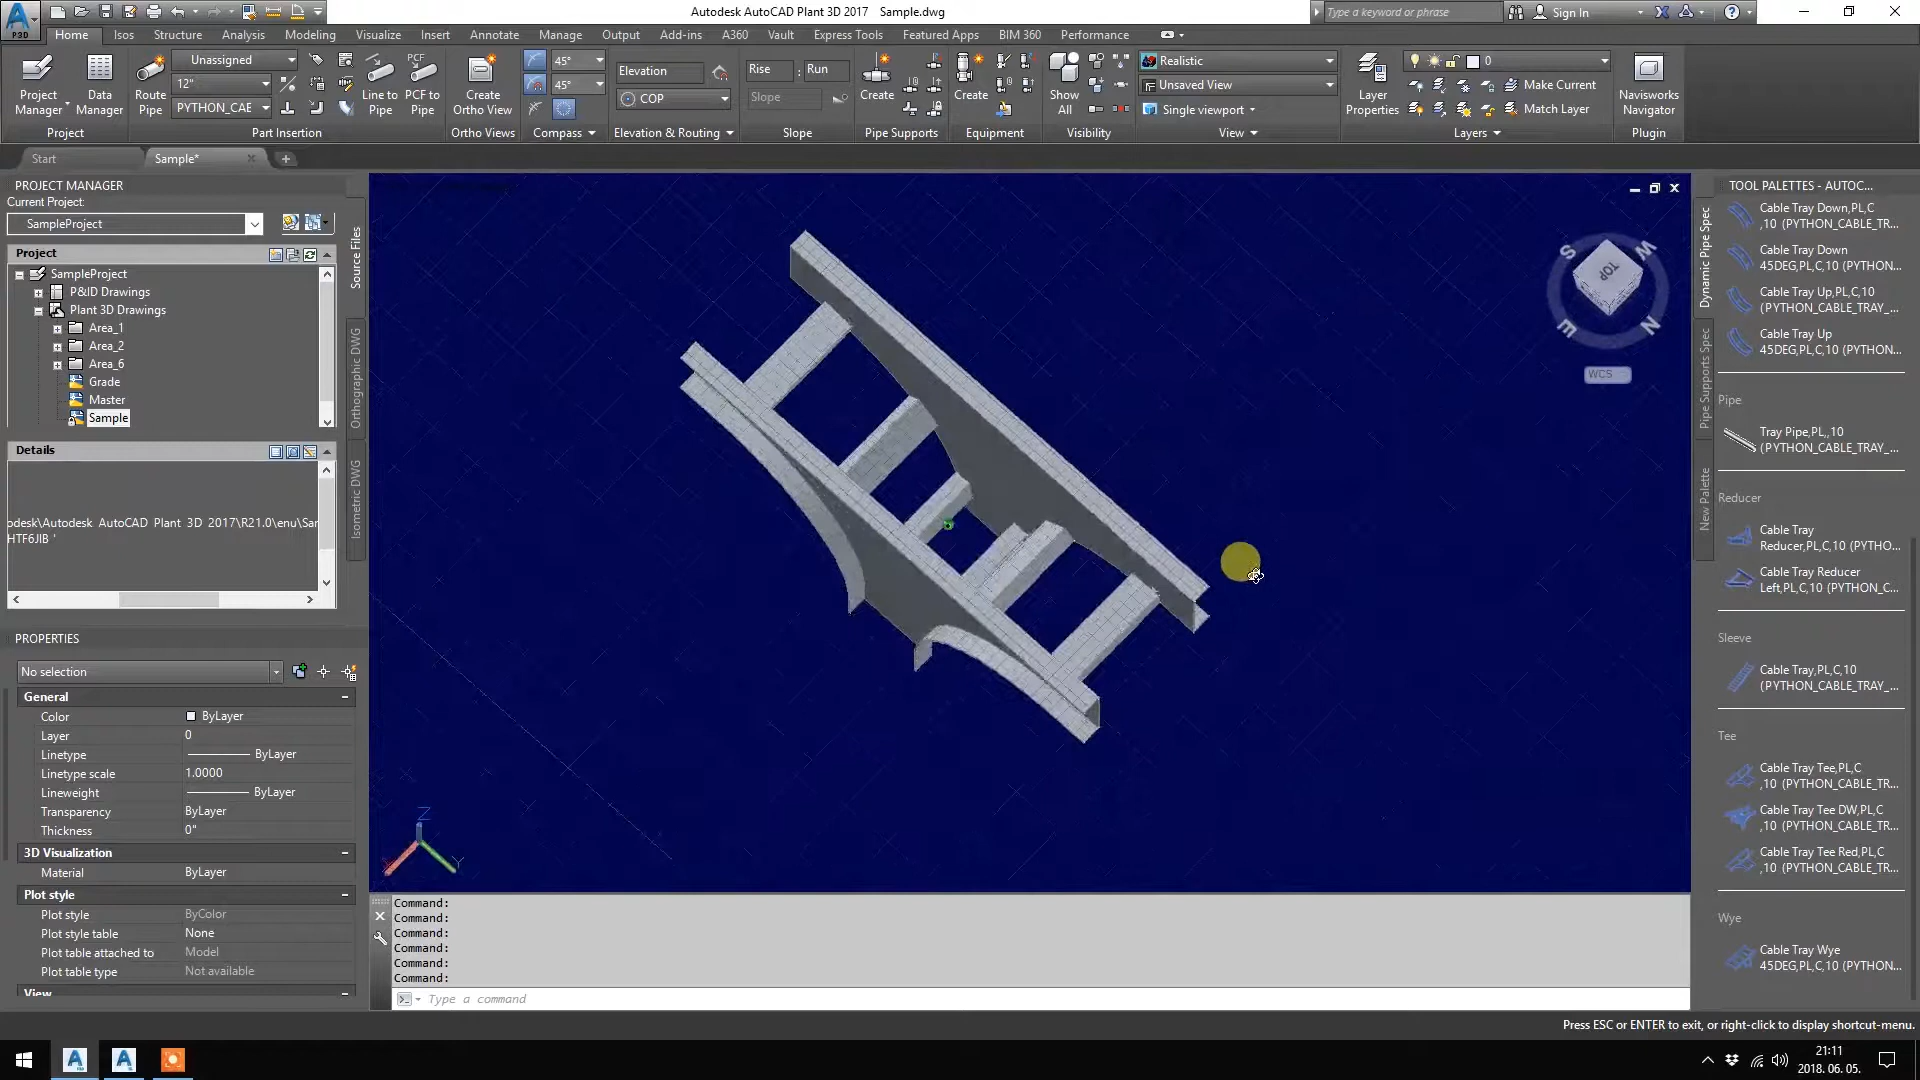 Autodesk AutoCAD Plant 3D 2017 Sample.dwg
Type a keyword or phrase
Sign In
P3D
Home Isos Structure Analysis Modeling Visualize Insert Annotate Manage Output Add-ins A360 Vault Express Tools Featured Apps BIM 360 Performance
Project Manager
Data Manager
Project
Route Pipe
Unassigned
12"
PYTHON_CAE
Line to Pipe
PCF
PCF to Pipe
Part Insertion
Create Ortho View
Ortho Views
45°
45°
Compass
Elevation
COP
Elevation & Routing
Rise
Run
Slope
Slope
Create
Pipe Supports
Create
Equipment
Show All
Visibility
Realistic
Unsaved View
Single viewport
View
Layer Properties
0
Make Current
Match Layer
Layers
Navisworks Navigator
Plugin
Start
Sample*
PROJECT MANAGER
Current Project:
SampleProject
Project
SampleProject
P&ID Drawings
Plant 3D Drawings
Area_1
Area_2
Area_6
Grade
Master
Sample
Source Files
Orthographic DWG
Isometric DWG
Details
odesk\Autodesk AutoCAD Plant 3D 2017\R21.0\enu\Sar
HTF6JIB '
PROPERTIES
No selection
General
Color ByLayer
Layer 0
Linetype ByLayer
Linetype scale 1.0000
Lineweight ByLayer
Transparency ByLayer
Thickness 0"
3D Visualization
Material ByLayer
Plot style
Plot style ByColor
Plot style table None
Plot table attached to Model
Plot table type Not available
View
TOP
S
W
E
N
WCS
Z
X
Y
Command:
Command:
Command:
Command:
Command:
Command:
Type a command
TOOL PALETTES - AUTOC...
Dynamic Pipe Spec
Pipe Supports Spec
New Palette
Cable Tray Down,PL,C
,10 (PYTHON_CABLE_TR...
Cable Tray Down
45DEG,PL,C,10 (PYTHON...
Cable Tray Up,PL,C,10
(PYTHON_CABLE_TRAY_...
Cable Tray Up
45DEG,PL,C,10 (PYTHON...
Pipe
Tray Pipe,PL,,10
(PYTHON_CABLE_TRAY_...
Reducer
Cable Tray
Reducer,PL,C,10 (PYTHO...
Cable Tray Reducer
Left,PL,C,10 (PYTHON_C...
Sleeve
Cable Tray,PL,C,10
(PYTHON_CABLE_TRAY_...
Tee
Cable Tray Tee,PL,C
,10 (PYTHON_CABLE_TR...
Cable Tray Tee DW,PL,C
,10 (PYTHON_CABLE_TR...
Cable Tray Tee Red,PL,C
,10 (PYTHON_CABLE_TR...
Wye
Cable Tray Wye
45DEG,PL,C,10 (PYTHON...
Press ESC or ENTER to exit, or right-click to display shortcut-menu.
21:11
2018. 06. 05.